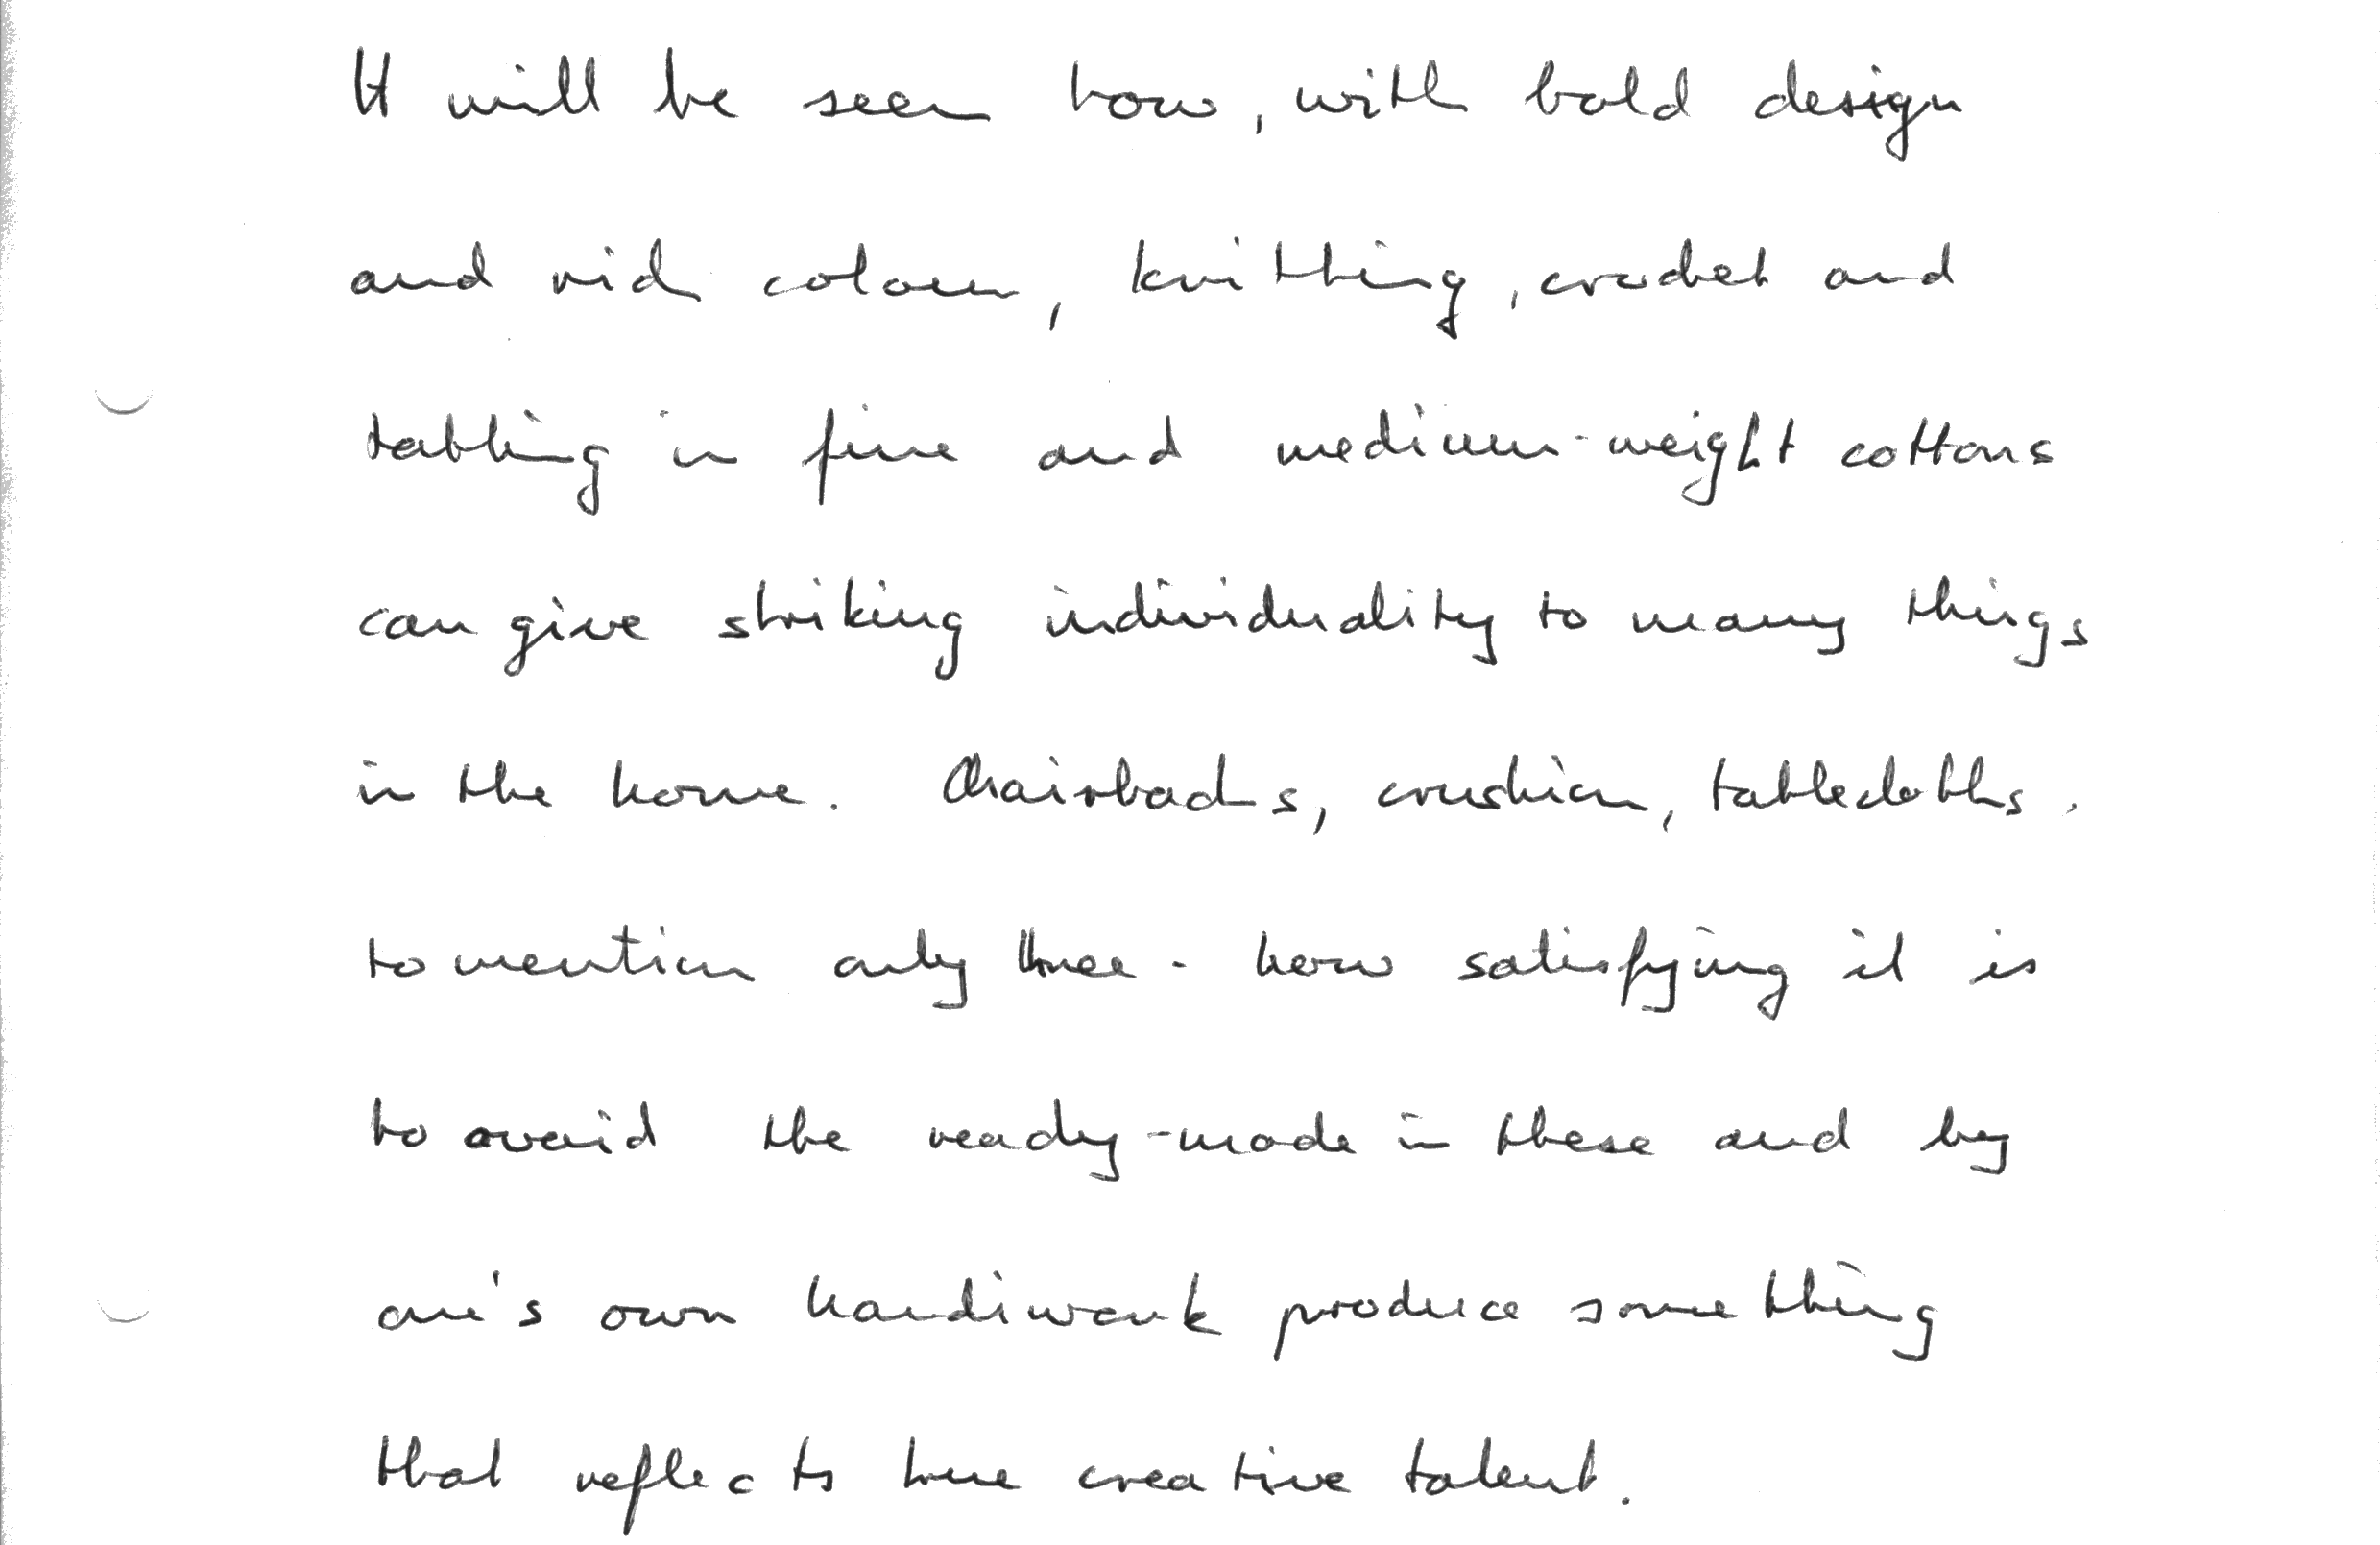 It will be seen how, with bold design
and rich colour, knitting, crochet and
tatting in fine and medium-weight cottons
can give striking individuality to many things
in the home. Chairbacks, crushion, tablecloths.
to mention only three - how satisfying it is
to avoid the ready-made in these and by
one's own handiwork produce something
that reflects true creative talent.